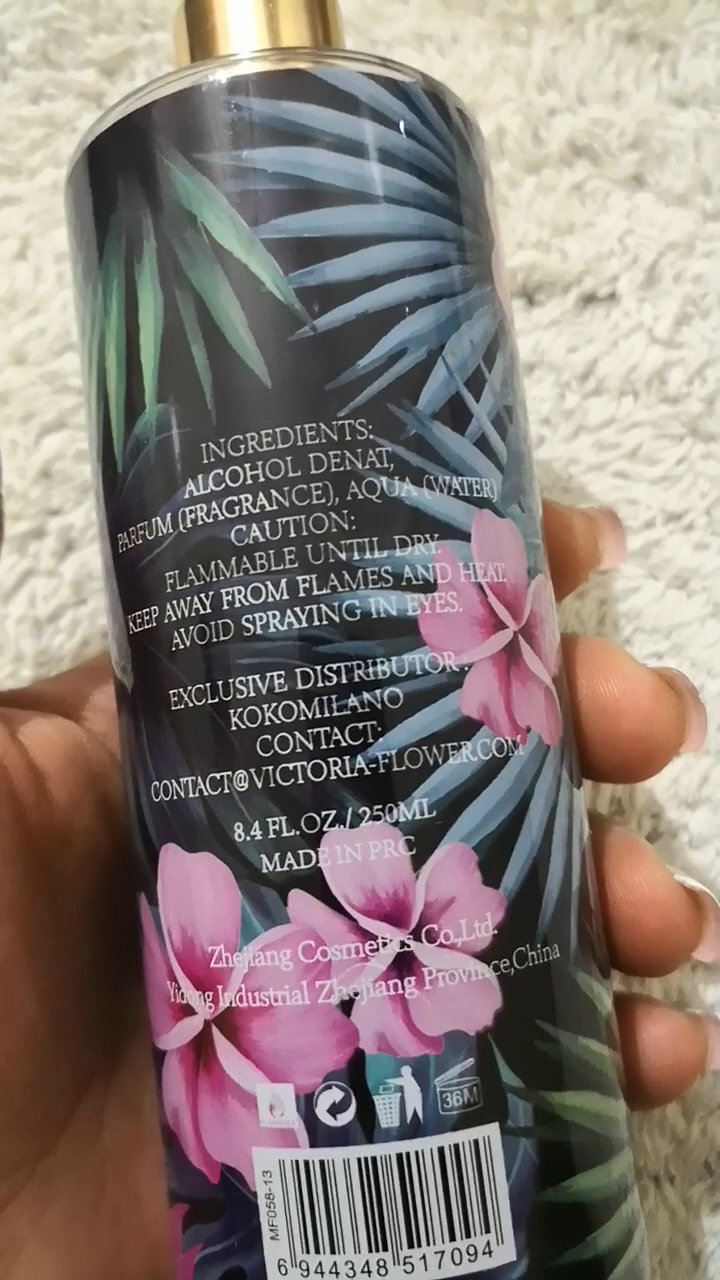 INGREDIENTS:
ALCOHOL DENAT,
PARFUM (FRAGRANCE), AQUA (WATER)
CAUTION:
FLAMMABLE UNTIL DRY.
KEEP AWAY FROM FLAMES AND HEAT.
AVOID SPRAYING IN EYES.
EXCLUSIVE DISTRIBUTOR:
KOKOMILANO
CONTACT:
CONTACT@VICTORIA-FLOWER.COM
8.4 FL.OZ./ 250ML
MADE IN PRC
Zhejiang Cosmetics Co,.Ltd.
Yidong Industrial Zhejiang Province,China
36M
MF058-13
6 944348 517094